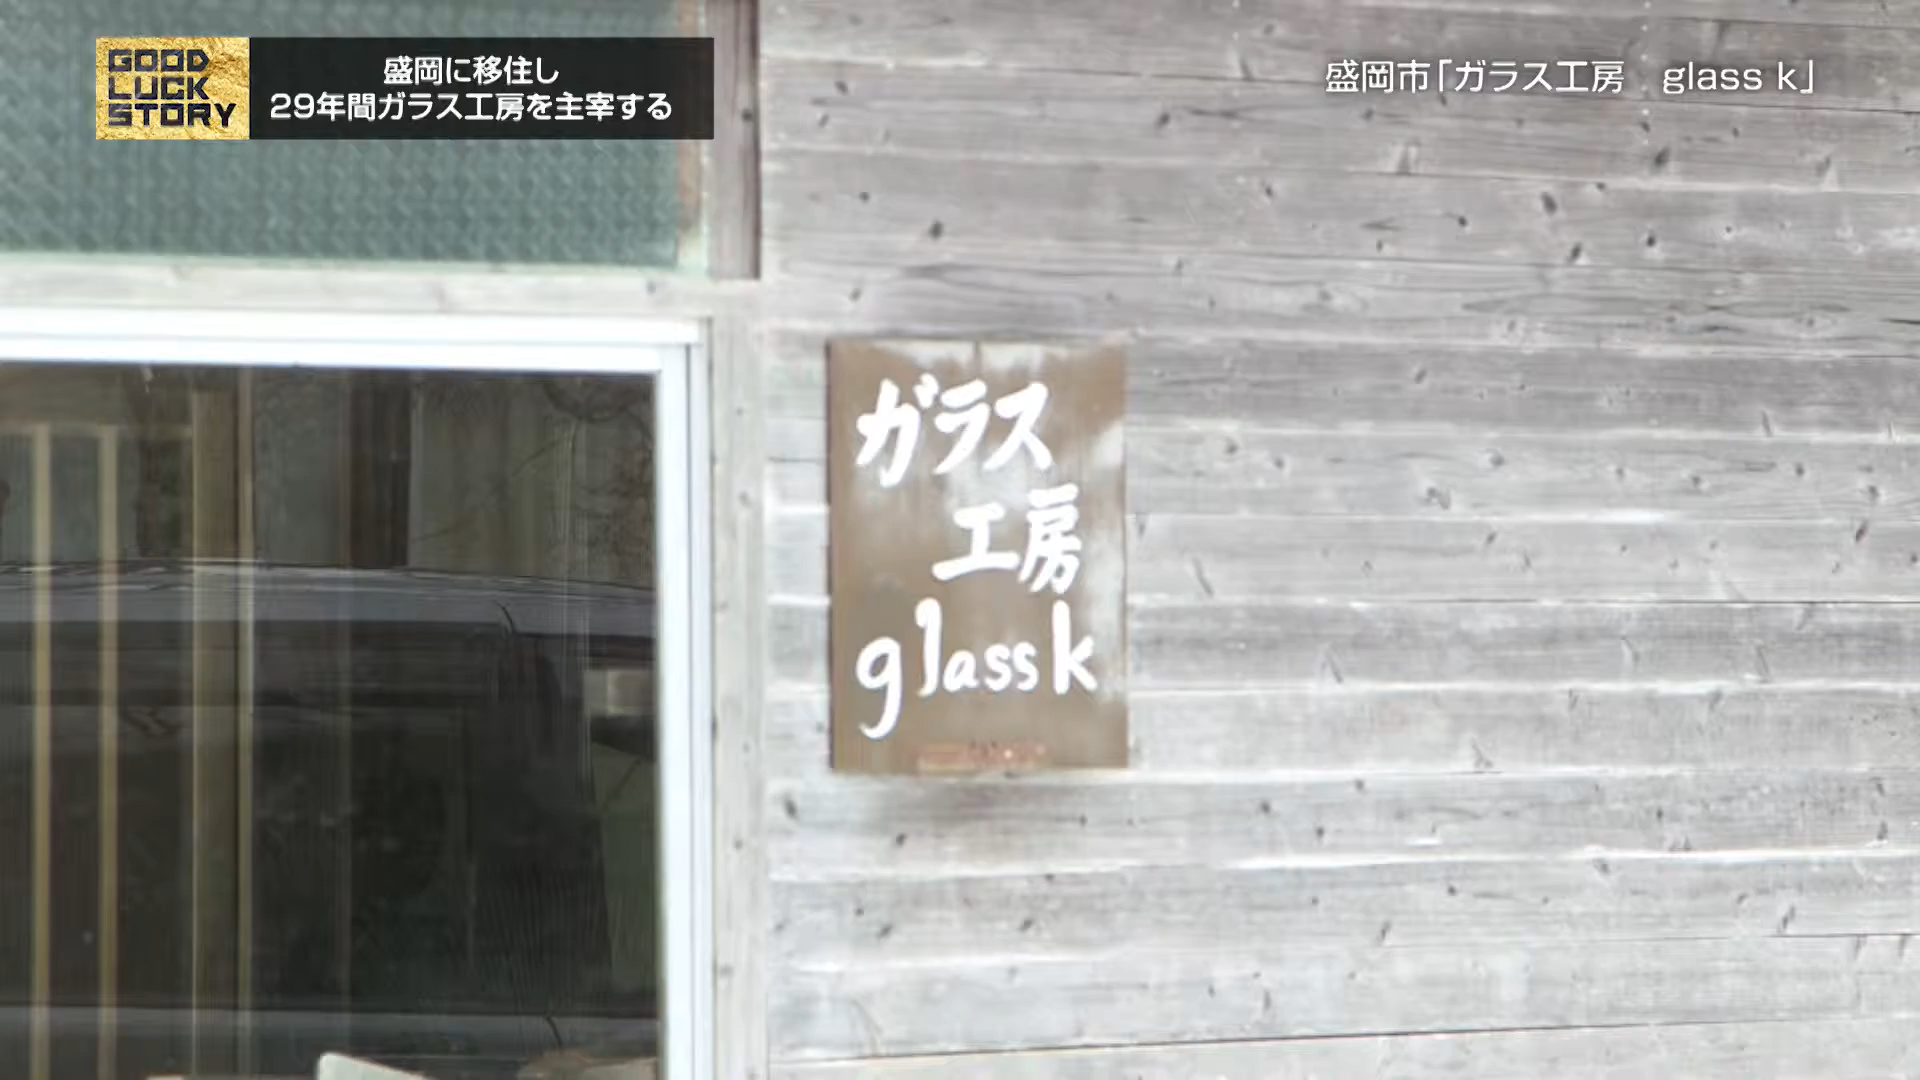 GOOD
LUCK
STORY
盛岡に移住し
29年間ガラス工房を主宰する
盛岡市「ガラス工房　glass k」
ガラス
工房
glass k